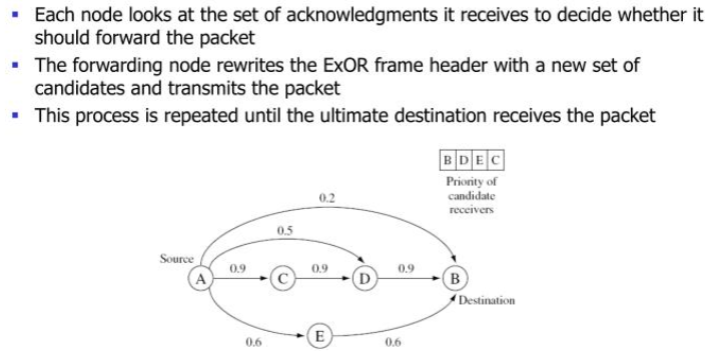 ▪ Each node looks at the set of acknowledgments it receives to decide whether it
should forward the packet
▪ The forwarding node rewrites the ExOR frame header with a new set of
candidates and transmits the packet
▪ This process is repeated until the ultimate destination receives the packet
B D E C
Priority of
candidate
receivers
0.2
0.5
Source
0.9
0.9
0.9
A
C
D
B
Destination
E
0.6
0.6